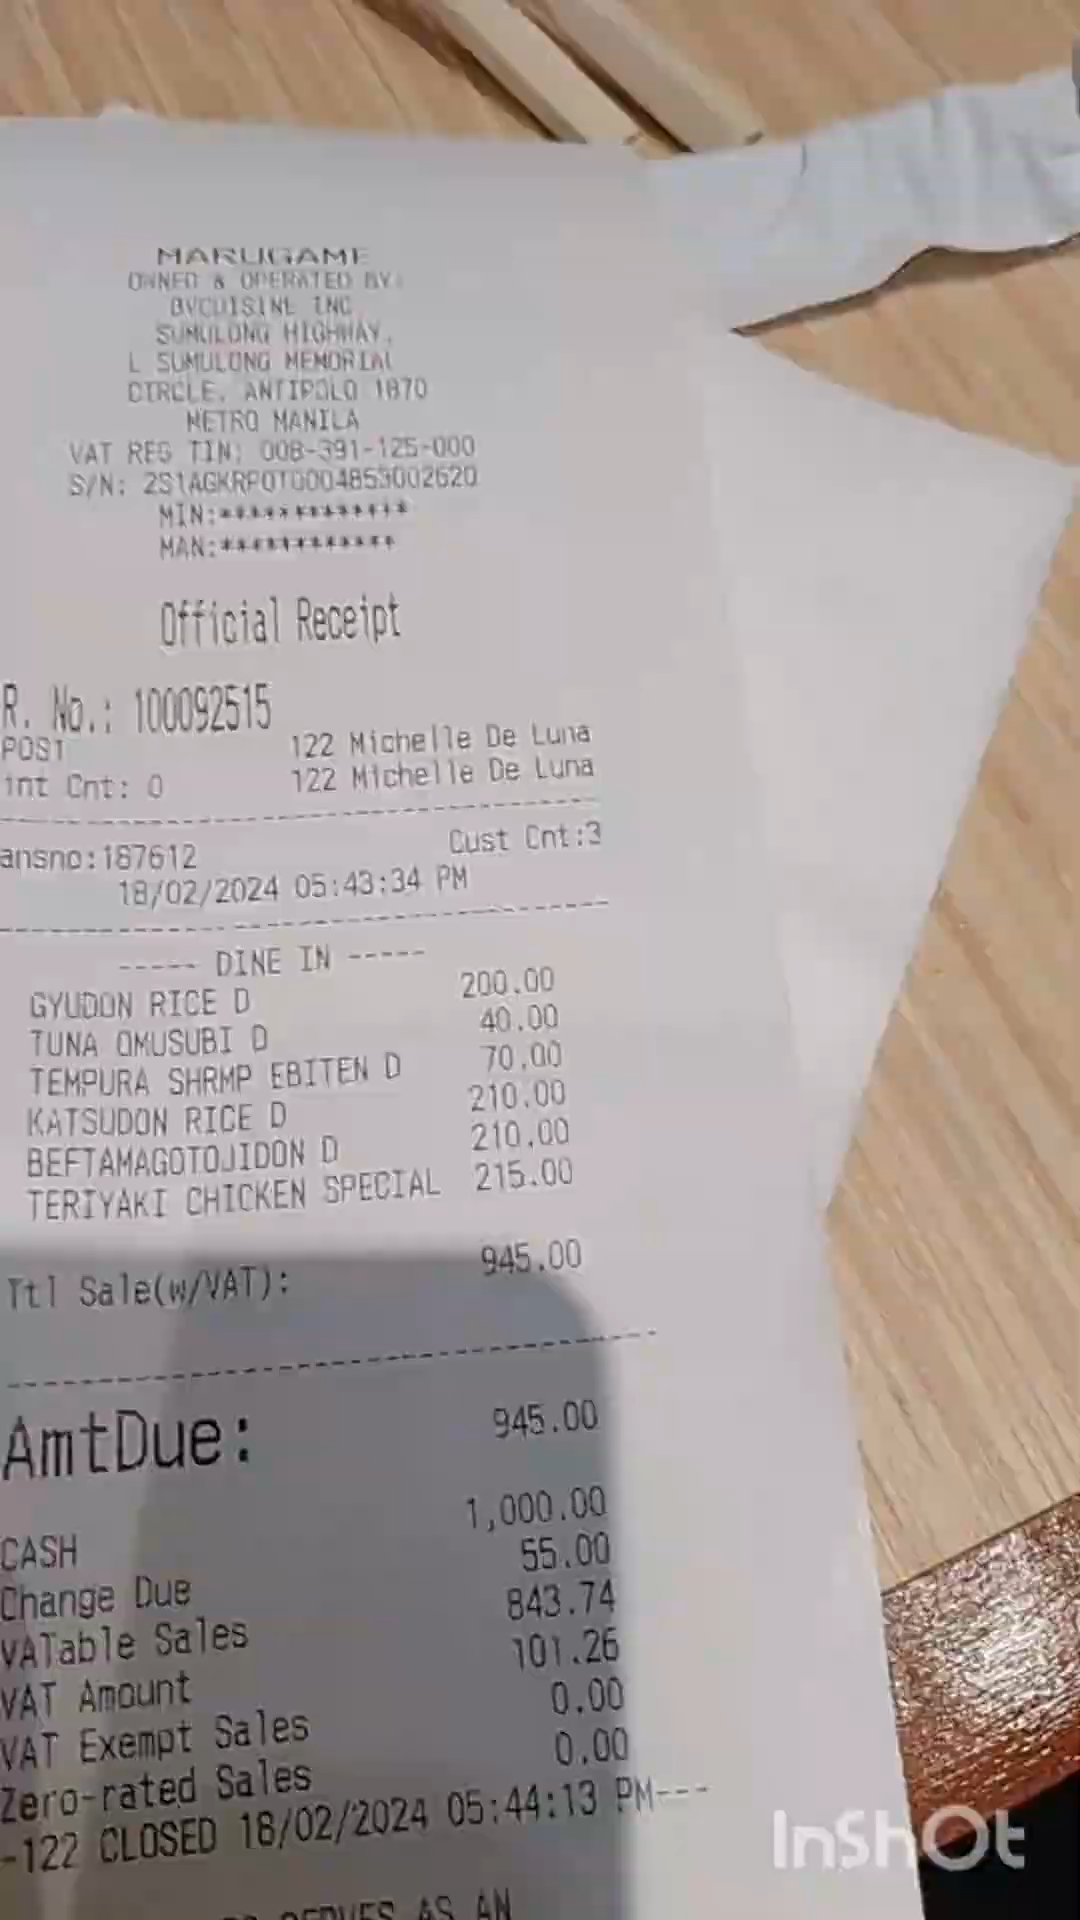 MARUGAME
OWNED & OPERATED BY:
BVCUISINE INC
SUMULONG HIGHWAY,
L SUMULONG MEMORIAL
CIRCLE, ANTIPOLO 1870
METRO MANILA
VAT REG TIN: 008-391-125-000
S/N: 2S1AGKRP0T0004853002620
MIN:*************
MAN:************
Official Receipt
R. No.: 100092515
POS1 122 Michelle De Luna
int Cnt: 0 122 Michelle De Luna
ansno:187612 Cust Cnt:3
18/02/2024 05:43:34 PM
----- DINE IN -----
GYUDON RICE D 200.00
TUNA OMUSUBI D 40.00
TEMPURA SHRMP EBITEN D 70.00
KATSUDON RICE D 210.00
BEFTAMAGOTOJIDON D 210.00
TERIYAKI CHICKEN SPECIAL 215.00
Ttl Sale(w/VAT): 945.00
AmtDue: 945.00
CASH 1,000.00
Change Due 55.00
VATable Sales 843.74
VAT Amount 101.26
VAT Exempt Sales 0.00
Zero-rated Sales 0.00
-122 CLOSED 18/02/2024 05:44:13 PM---
SERVES AS AN
InShOt